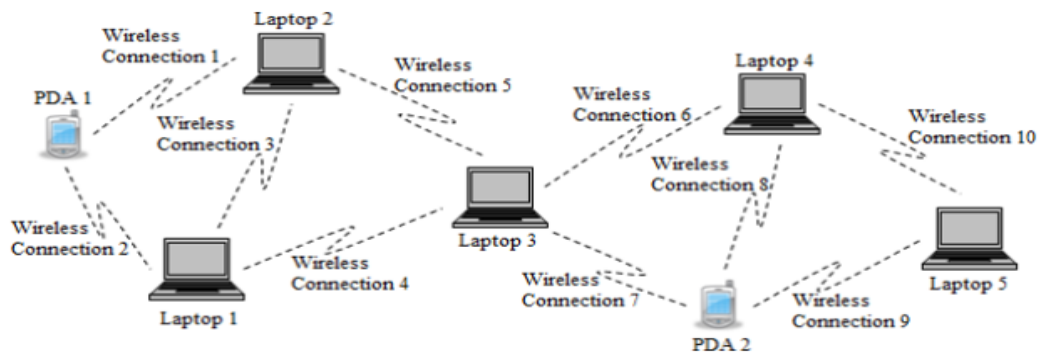 Laptop 2
Wireless
Connection 1
Laptop 4
Wireless
Connection 5
PDA 1
Wireless
Connection 6
Wireless
Connection 3
Wireless
Connection 10
Wireless
Connection 8
Wireless
Connection 2
Laptop 3
Wireless
Connection 4
Wireless
Connection 7
Laptop 5
Laptop 1
Wireless
Connection 9
PDA 2